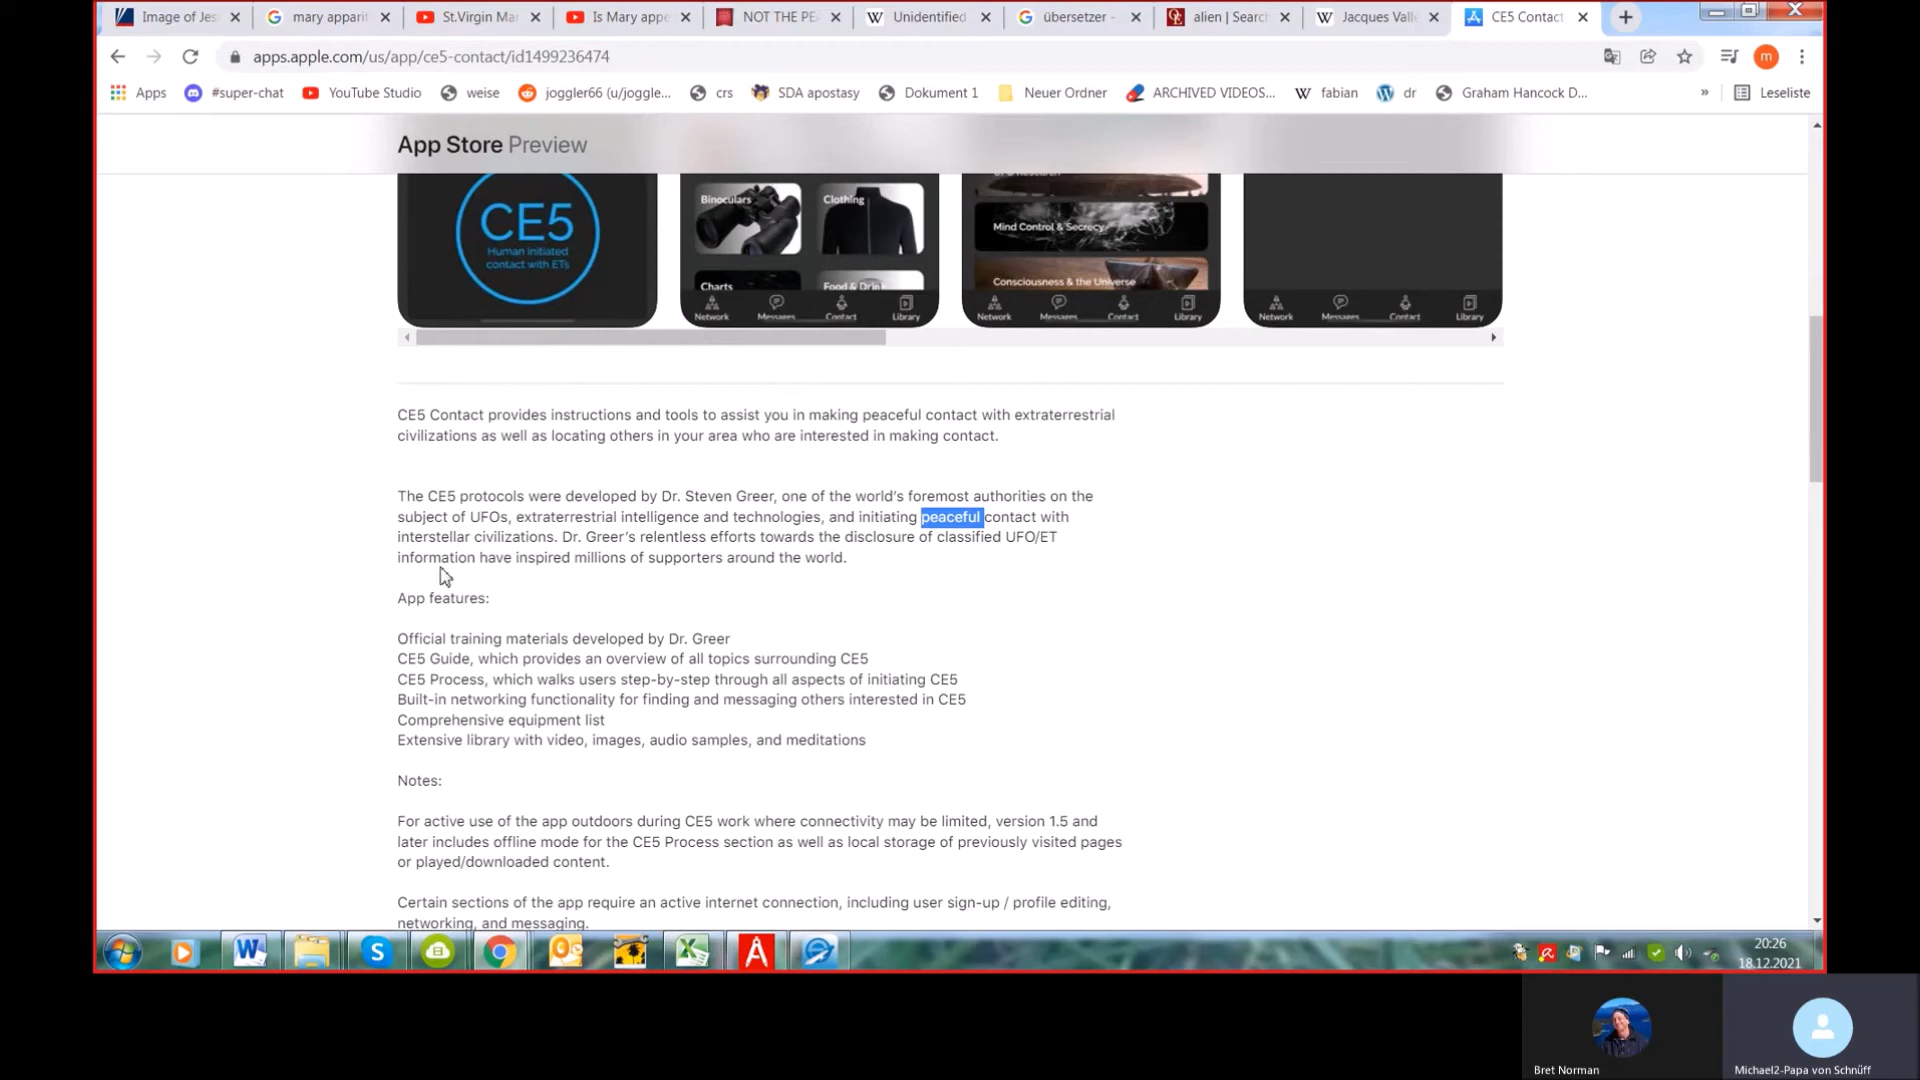 Image of Jes
mary apparit
St.Virgin Mar
Is Mary appe
NOT THE PE
Unidentified
übersetzer -
alien | Searc
Jacques Valle
CE5 Contact
apps.apple.com/us/app/ce5-contact/id1499236474
m
Apps
#super-chat
YouTube Studio
weise
joggler66 (u/joggle...
crs
SDA apostasy
Dokument 1
Neuer Ordner
ARCHIVED VIDEOS...
fabian
dr
Graham Hancock D...
»
Leseliste
App Store Preview
CE5
Human initiated
contact with ETs
Binoculars
Clothing
Charts
Food & Drink
Network Messages Contact Library
UFO Research
Mind Control & Secrecy
Consciousness & the Universe
Network Messages Contact Library
Network Messages Contact Library
CE5 Contact provides instructions and tools to assist you in making peaceful contact with extraterrestrial
civilizations as well as locating others in your area who are interested in making contact.
The CE5 protocols were developed by Dr. Steven Greer, one of the world's foremost authorities on the
subject of UFOs, extraterrestrial intelligence and technologies, and initiating peaceful contact with
interstellar civilizations. Dr. Greer's relentless efforts towards the disclosure of classified UFO/ET
information have inspired millions of supporters around the world.
App features:
Official training materials developed by Dr. Greer
CE5 Guide, which provides an overview of all topics surrounding CE5
CE5 Process, which walks users step-by-step through all aspects of initiating CE5
Built-in networking functionality for finding and messaging others interested in CE5
Comprehensive equipment list
Extensive library with video, images, audio samples, and meditations
Notes:
For active use of the app outdoors during CE5 work where connectivity may be limited, version 1.5 and
later includes offline mode for the CE5 Process section as well as local storage of previously visited pages
or played/downloaded content.
Certain sections of the app require an active internet connection, including user sign-up / profile editing,
networking, and messaging.
20:26
18.12.2021
Bret Norman
Michael2-Papa von Schnüff